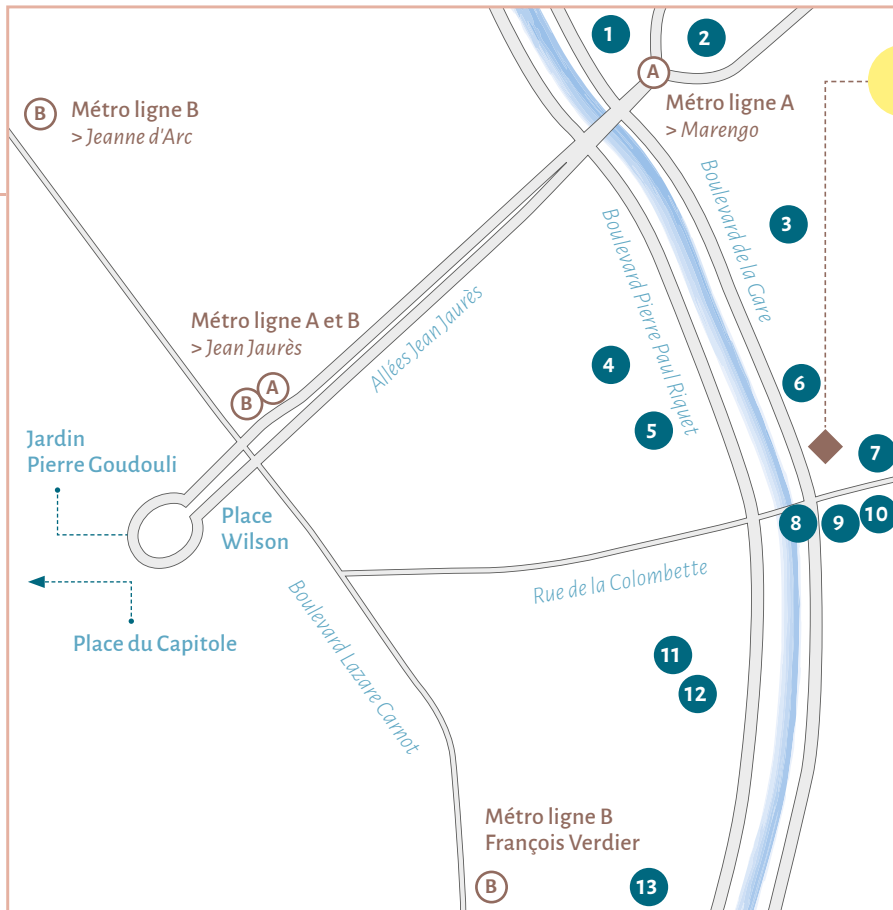 1
2
A
B
Métro ligne B
> Jeanne d'Arc
Métro ligne A
> Marengo
Boulevard de la Gare
3
Boulevard Pierre Paul Riquet
Allées Jean Jaurès
Métro ligne A et B
> Jean Jaurès
B
A
4
5
6
7
Jardin
Pierre Goudouli
Place
Wilson
8
9
10
Rue de la Colombette
Boulevard Lazare Carnot
Place du Capitole
11
12
Métro ligne B
François Verdier
B
13